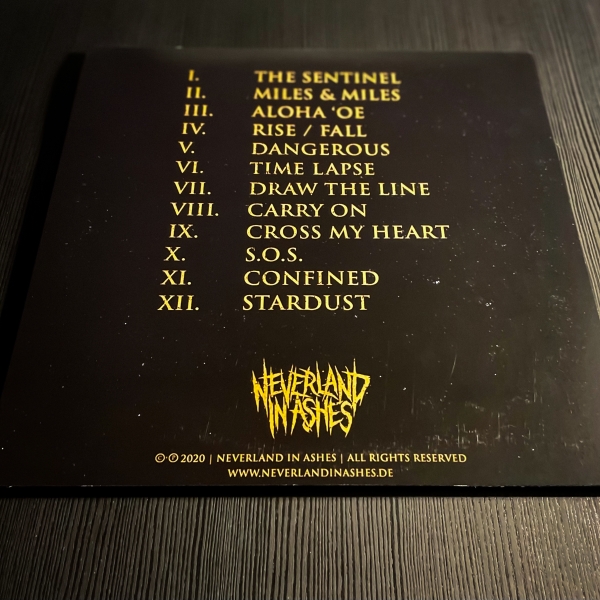 I. THE SENTINEL
II. MILES & MILES
III. ALOHA ‘OE
IV. RISE / FALL
V. DANGEROUS
VI. TIME LAPSE
VII. DRAW THE LINE
VIII. CARRY ON
IX. CROSS MY HEART
X. S.O.S.
XI. CONFINED
XII. STARDUST
NEVERLAND
IN ASHES
©·℗ 2020 | NEVERLAND IN ASHES | ALL RIGHTS RESERVED
WWW.NEVERLANDINASHES.DE